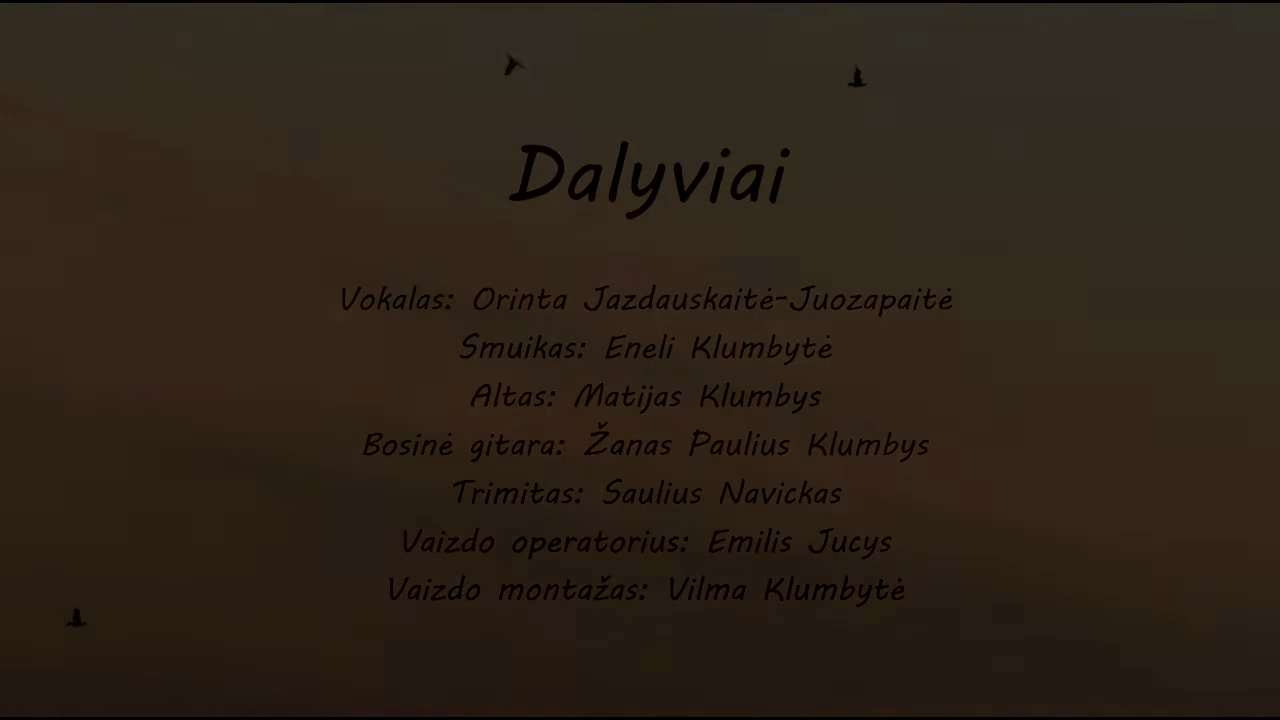 Dalyviai
Vokalas: Orinta Jazdauskaitė-Juozapaitė
Smuikas: Eneli Klumbytė
Altas: Matijas Klumbys
Bosinė gitara: Žanas Paulius Klumbys
Trimitas: Saulius Navickas
Vaizdo operatorius: Emilis Jucys
Vaizdo montažas: Vilma Klumbytė